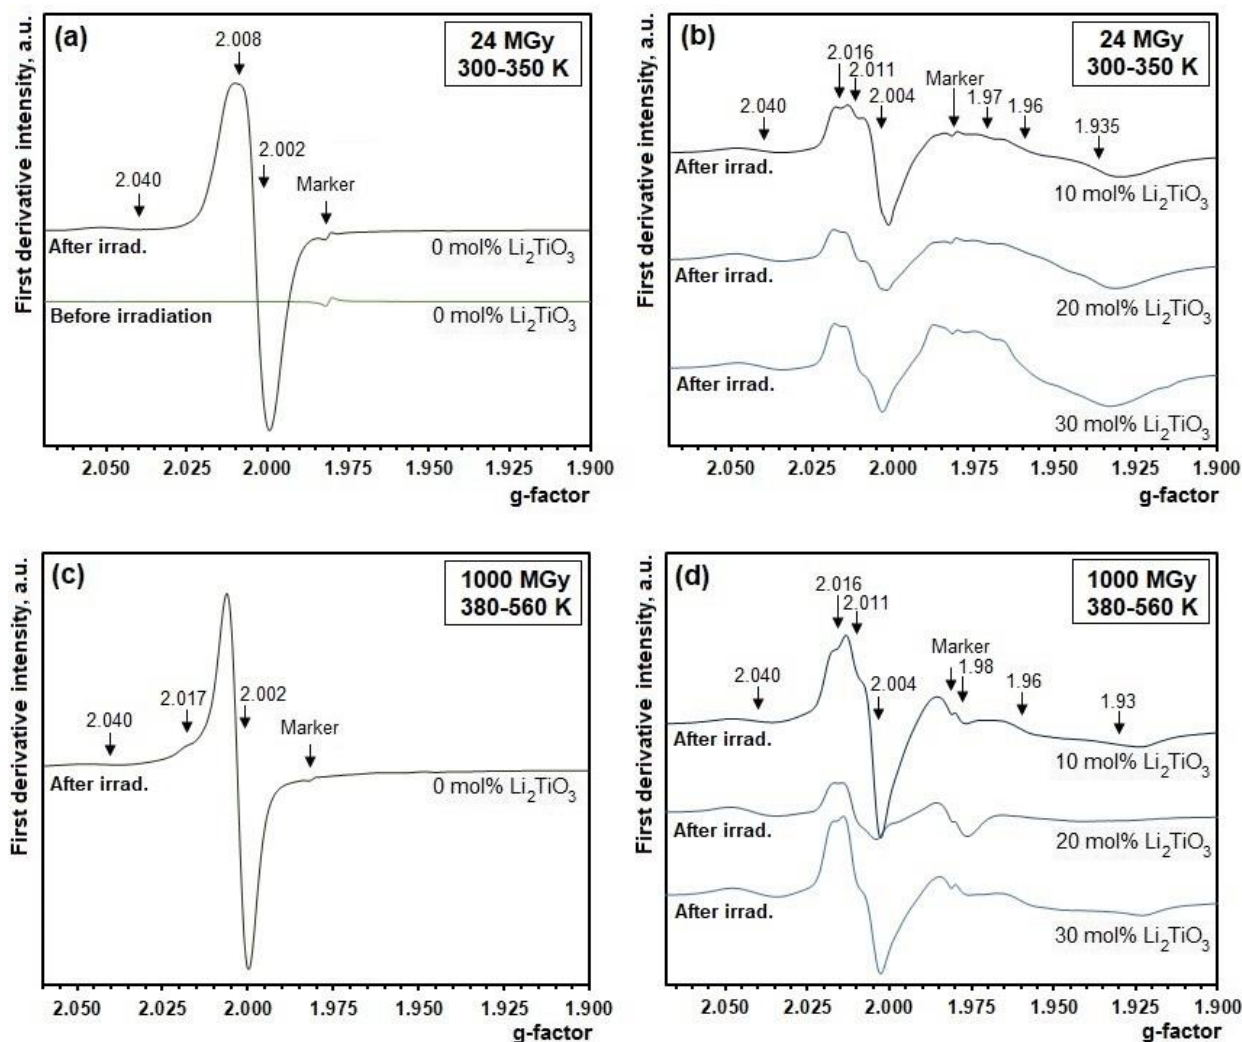 First derivative intensity, a.u.
(a)
24 MGy
300-350 K
2.008
2.002
2.040
Marker
After irrad.
0 mol% Li2TiO3
Before irradiation
0 mol% Li2TiO3
2.050 2.025 2.000 1.975 1.950 1.925 1.900
g-factor
First derivative intensity, a.u.
(b)
24 MGy
300-350 K
2.016
2.011
Marker
2.040
2.004
1.97
1.96
1.935
After irrad.
10 mol% Li2TiO3
After irrad.
20 mol% Li2TiO3
After irrad.
30 mol% Li2TiO3
2.050 2.025 2.000 1.975 1.950 1.925 1.900
g-factor
First derivative intensity, a.u.
(c)
1000 MGy
380-560 K
2.017
2.002
2.040
Marker
After irrad.
0 mol% Li2TiO3
2.050 2.025 2.000 1.975 1.950 1.925 1.900
g-factor
First derivative intensity, a.u.
(d)
1000 MGy
380-560 K
2.016
2.011
Marker
2.040
2.004
1.98
1.96
1.93
After irrad.
10 mol% Li2TiO3
After irrad.
20 mol% Li2TiO3
After irrad.
30 mol% Li2TiO3
2.050 2.025 2.000 1.975 1.950 1.925 1.900
g-factor